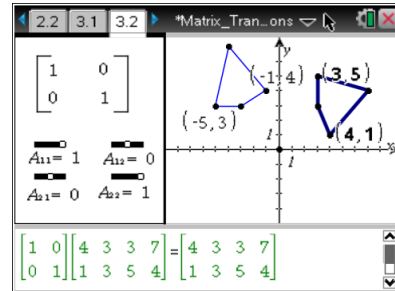 2.2 3.1 3.2 *Matrix_Tran...ons
1 0
0 1
A11= 1 A12= 0
A21= 0 A22= 1
y
(-1,4) (3,5)
(-5,3)
1 (4,1)
x
1
[1 0] [4 3 3 7] = [4 3 3 7]
[0 1] [1 3 5 4] [1 3 5 4]